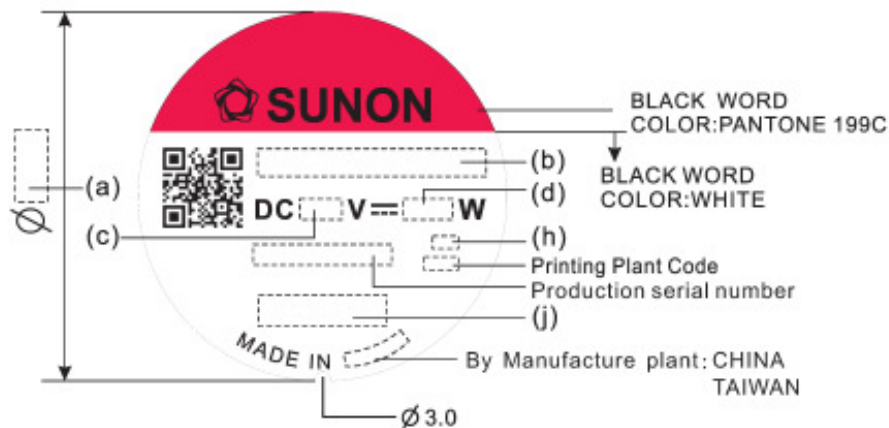 SUNON
BLACK WORD
COLOR:PANTONE 199C
(b)
BLACK WORD
COLOR:WHITE
(a)
Ø
(d)
DC V⎓ W
(c)
(h)
Printing Plant Code
Production serial number
(j)
MADE IN
By Manufacture plant: CHINA
TAIWAN
Ø 3.0